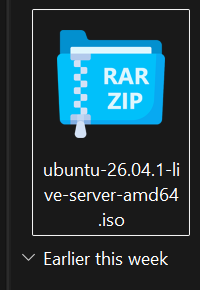 RAR
ZIP
ubuntu-26.04.1-li
ve-server-amd64
.iso
Earlier this week